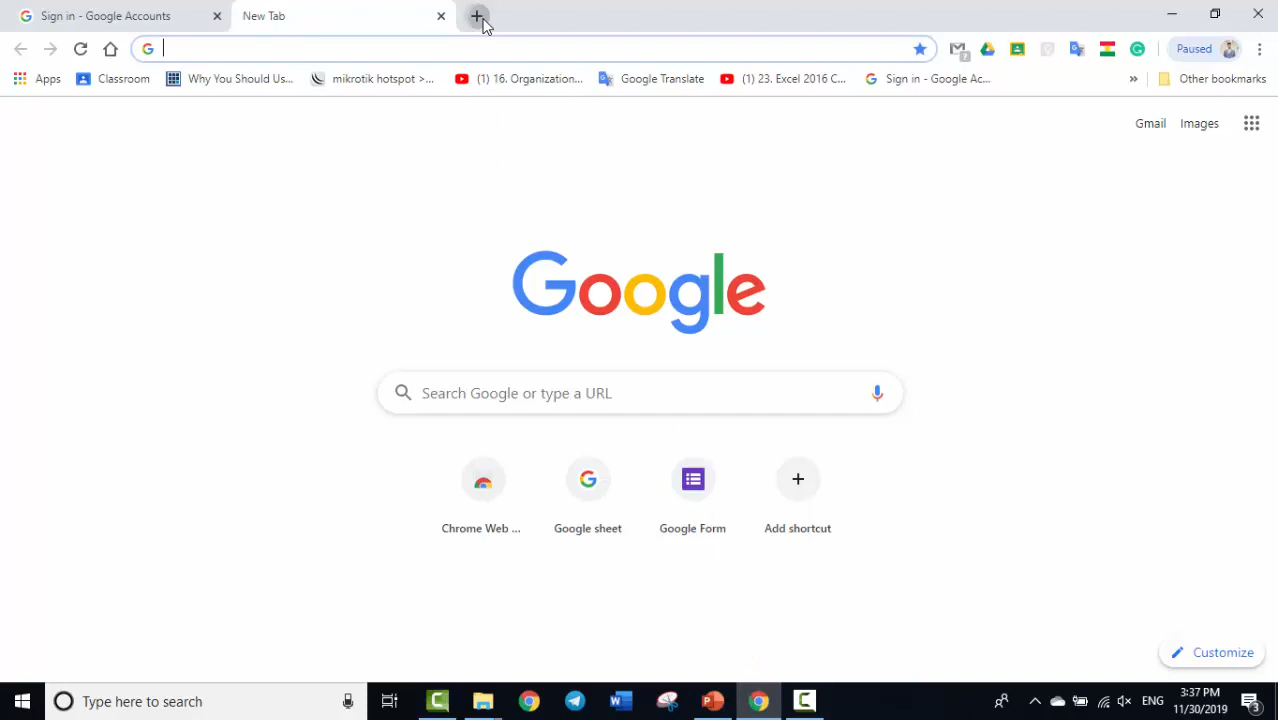 Sign in - Google Accounts
New Tab
Paused
Apps
Classroom
Why You Should Us...
mikrotik hotspot >...
(1) 16. Organization...
Google Translate
(1) 23. Excel 2016 C...
Sign in - Google Ac...
»
Other bookmarks
Gmail
Images
Google
Search Google or type a URL
Chrome Web ...
Google sheet
Google Form
Add shortcut
Customize
Type here to search
ENG
3:37 PM
11/30/2019
3